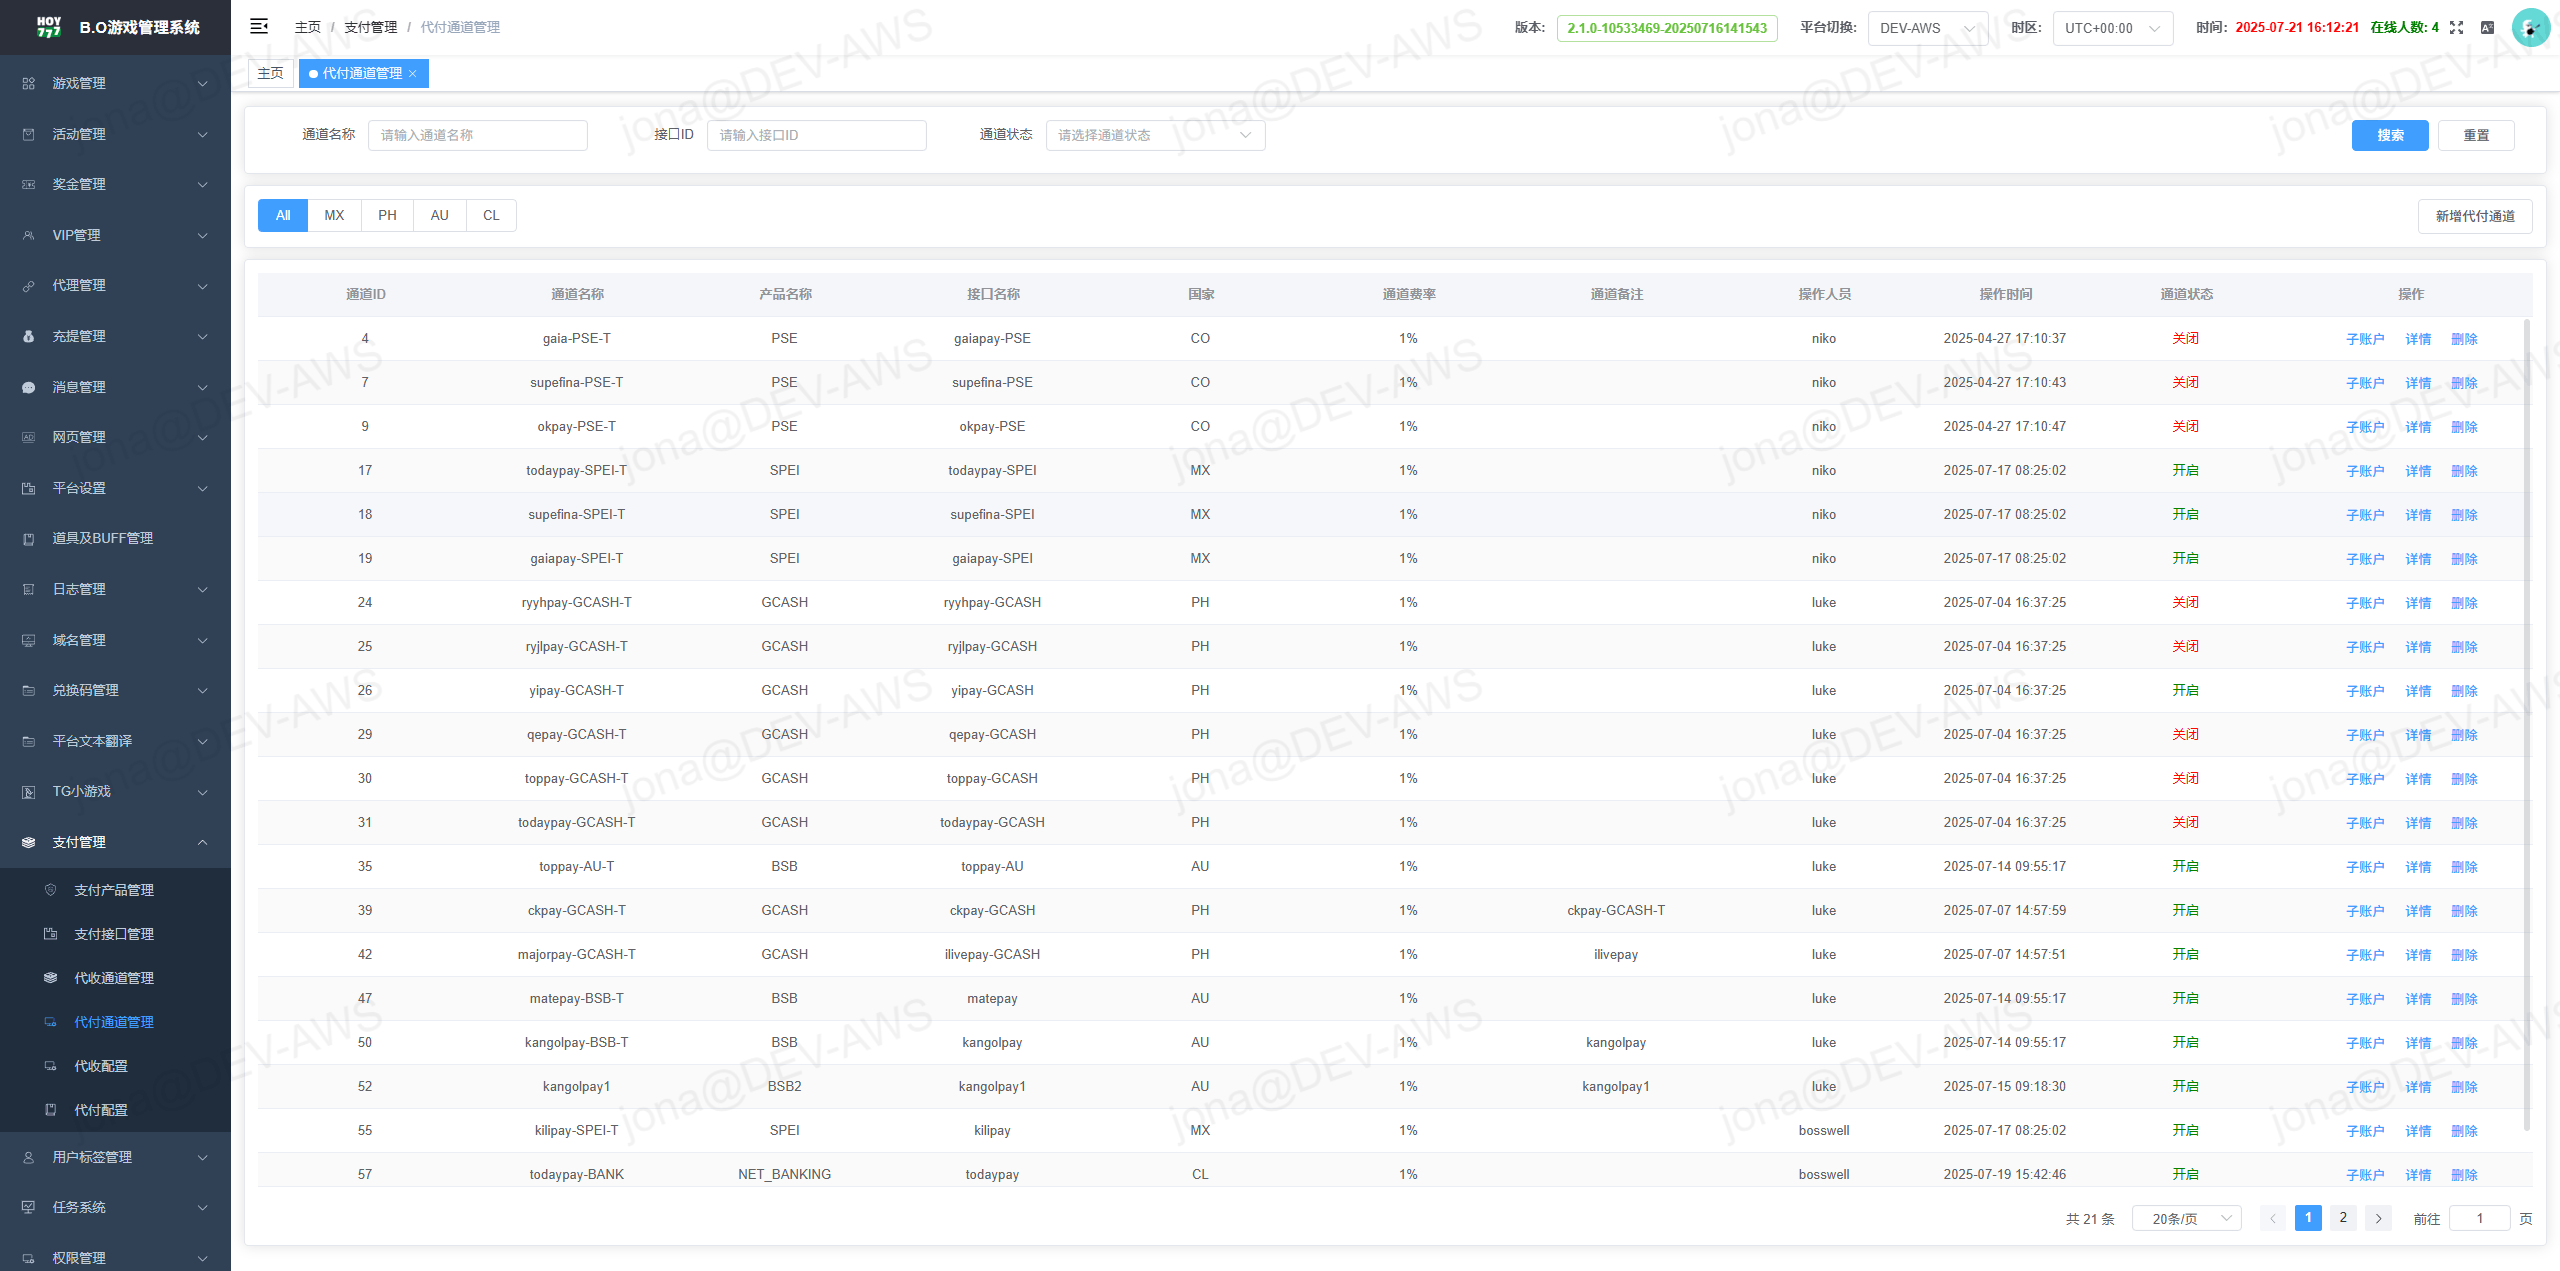 HOY 777 B.O游戏管理系统
主页 / 支付管理 / 代付通道管理
版本: 2.1.0-10533469-20250716141543 平台切换: DEV-AWS 时区: UTC+00:00 时间: 2025-07-21 16:12:21 在线人数: 4
主页 代付通道管理
游戏管理
活动管理
奖金管理
VIP管理
代理管理
充提管理
消息管理
网页管理
平台设置
道具及BUFF管理
日志管理
域名管理
兑换码管理
平台文本翻译
TG小游戏
支付管理
支付产品管理
支付接口管理
代收通道管理
代付通道管理
代收配置
代付配置
用户标签管理
任务系统
权限管理
通道名称 请输入通道名称 接口ID 请输入接口ID 通道状态 请选择通道状态 搜索 重置
All MX PH AU CL 新增代付通道
通道ID 通道名称 产品名称 接口名称 国家 通道费率 通道备注 操作人员 操作时间 通道状态 操作
4 gaia-PSE-T PSE gaiapay-PSE CO 1% niko 2025-04-27 17:10:37 关闭 子账户 详情 删除
7 supefina-PSE-T PSE supefina-PSE CO 1% niko 2025-04-27 17:10:43 关闭 子账户 详情 删除
9 okpay-PSE-T PSE okpay-PSE CO 1% niko 2025-04-27 17:10:47 关闭 子账户 详情 删除
17 todaypay-SPEI-T SPEI todaypay-SPEI MX 1% niko 2025-07-17 08:25:02 开启 子账户 详情 删除
18 supefina-SPEI-T SPEI supefina-SPEI MX 1% niko 2025-07-17 08:25:02 开启 子账户 详情 删除
19 gaiapay-SPEI-T SPEI gaiapay-SPEI MX 1% niko 2025-07-17 08:25:02 开启 子账户 详情 删除
24 ryyhpay-GCASH-T GCASH ryyhpay-GCASH PH 1% luke 2025-07-04 16:37:25 关闭 子账户 详情 删除
25 ryjlpay-GCASH-T GCASH ryjlpay-GCASH PH 1% luke 2025-07-04 16:37:25 关闭 子账户 详情 删除
26 yipay-GCASH-T GCASH yipay-GCASH PH 1% luke 2025-07-04 16:37:25 开启 子账户 详情 删除
29 qepay-GCASH-T GCASH qepay-GCASH PH 1% luke 2025-07-04 16:37:25 关闭 子账户 详情 删除
30 toppay-GCASH-T GCASH toppay-GCASH PH 1% luke 2025-07-04 16:37:25 关闭 子账户 详情 删除
31 todaypay-GCASH-T GCASH todaypay-GCASH PH 1% luke 2025-07-04 16:37:25 关闭 子账户 详情 删除
35 toppay-AU-T BSB toppay-AU AU 1% luke 2025-07-14 09:55:17 开启 子账户 详情 删除
39 ckpay-GCASH-T GCASH ckpay-GCASH PH 1% ckpay-GCASH-T luke 2025-07-07 14:57:59 开启 子账户 详情 删除
42 majorpay-GCASH-T GCASH ilivepay-GCASH PH 1% ilivepay luke 2025-07-07 14:57:51 开启 子账户 详情 删除
47 matepay-BSB-T BSB matepay AU 1% luke 2025-07-14 09:55:17 开启 子账户 详情 删除
50 kangolpay-BSB-T BSB kangolpay AU 1% kangolpay luke 2025-07-14 09:55:17 开启 子账户 详情 删除
52 kangolpay1 BSB2 kangolpay1 AU 1% kangolpay1 luke 2025-07-15 09:18:30 开启 子账户 详情 删除
55 kilipay-SPEI-T SPEI kilipay MX 1% bosswell 2025-07-17 08:25:02 开启 子账户 详情 删除
57 todaypay-BANK NET_BANKING todaypay CL 1% bosswell 2025-07-19 15:42:46 开启 子账户 详情 删除
共 21 条 20条/页 1 2 前往 1 页
jona@DEV-AWS